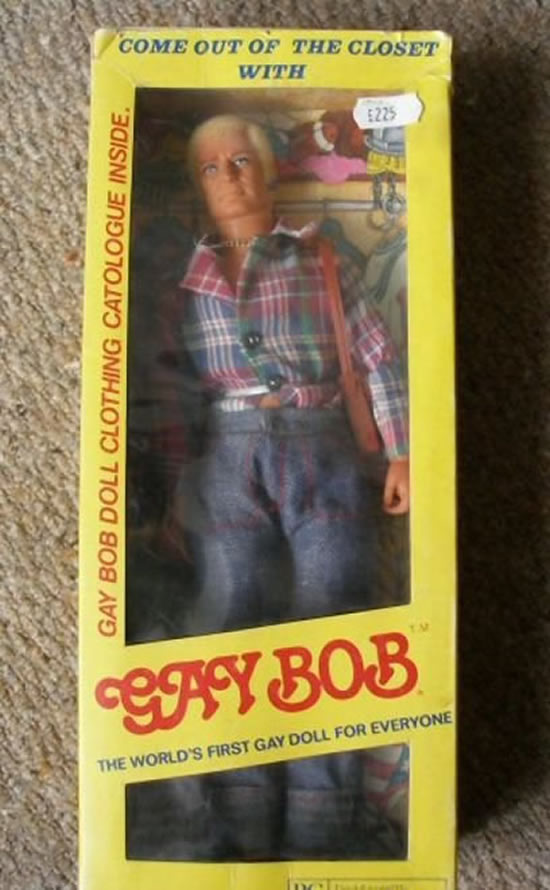 COME OUT OF THE CLOSET
WITH
£225
GAY BOB DOLL CLOTHING CATOLOGUE INSIDE.
GAY BOB TM
THE WORLD'S FIRST GAY DOLL FOR EVERYONE